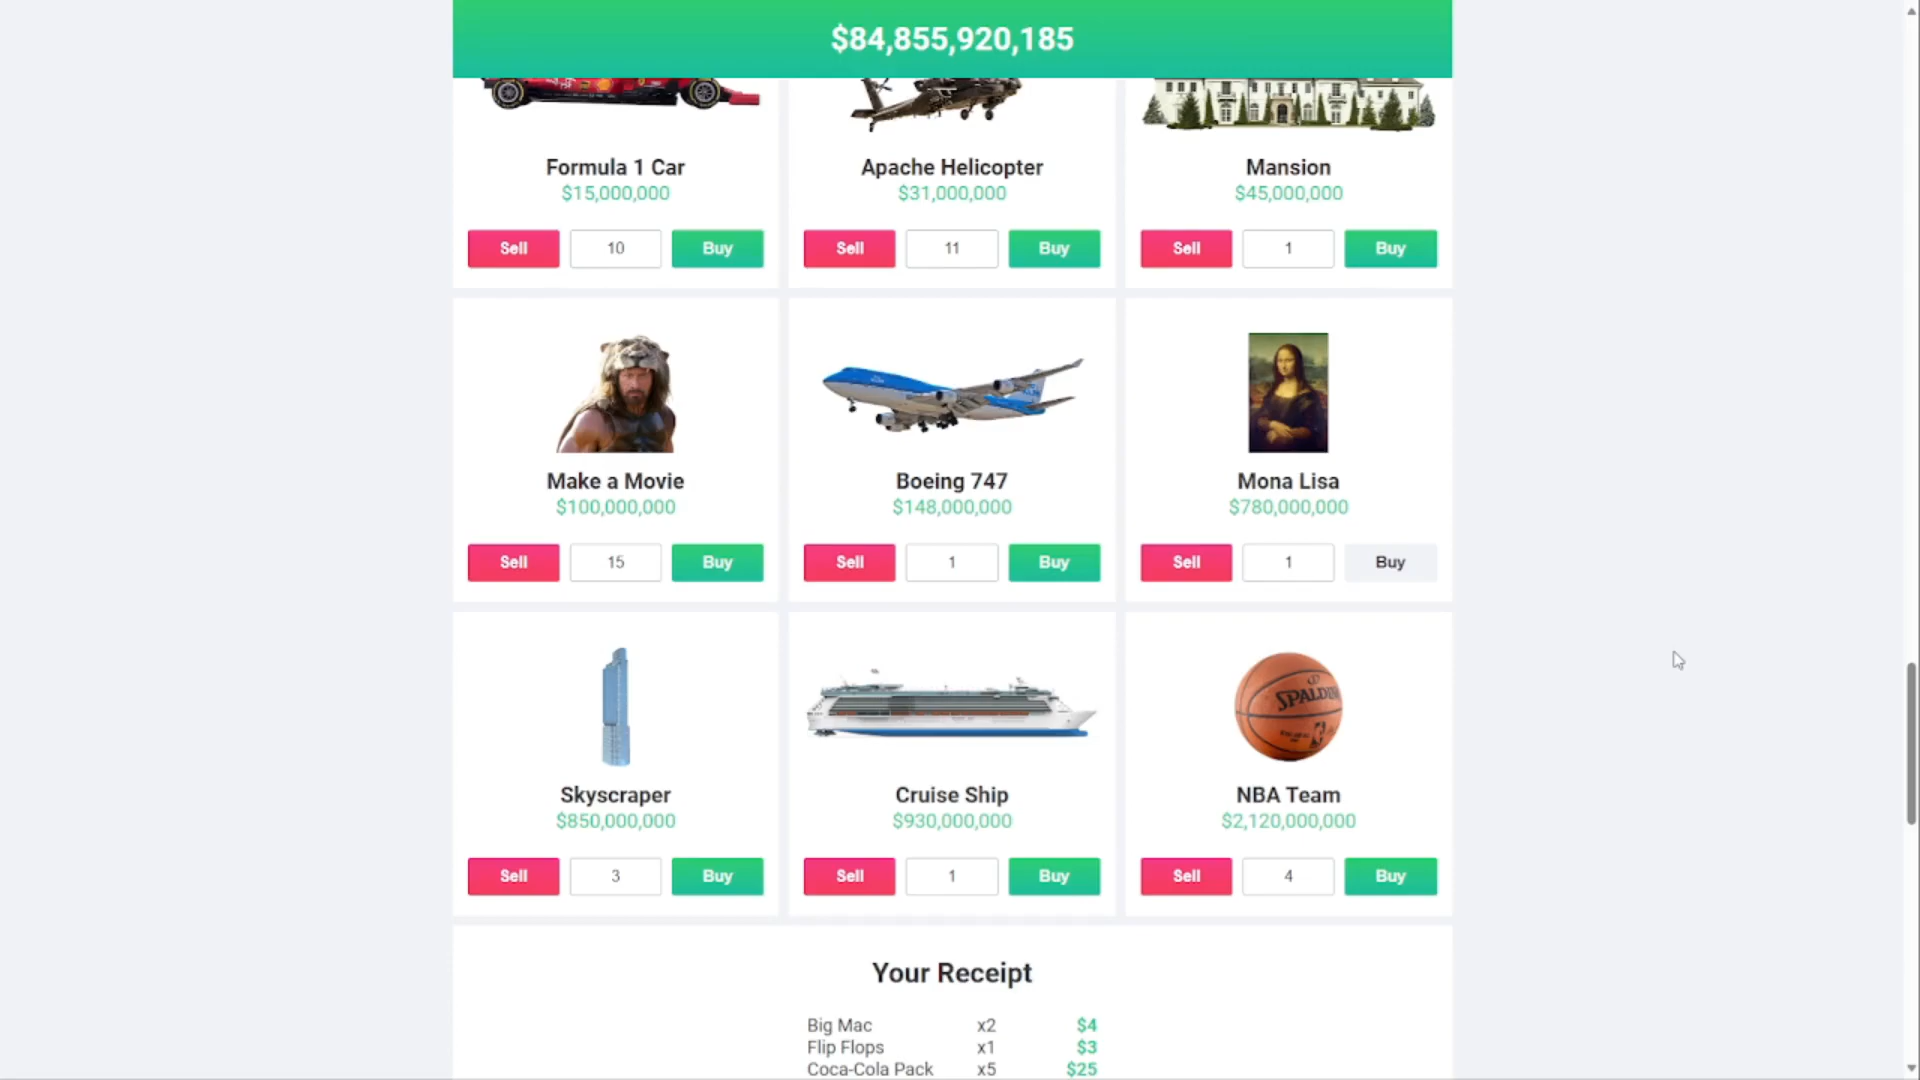 $84,855,920,185
Formula 1 Car
$15,000,000
Sell 10 Buy
Apache Helicopter
$31,000,000
Sell 11 Buy
Mansion
$45,000,000
Sell 1 Buy
Make a Movie
$100,000,000
Sell 15 Buy
Boeing 747
$148,000,000
Sell 1 Buy
Mona Lisa
$780,000,000
Sell 1 Buy
Skyscraper
$850,000,000
Sell 3 Buy
Cruise Ship
$930,000,000
Sell 1 Buy
SPALDING
NBA Team
$2,120,000,000
Sell 4 Buy
Your Receipt
Big Mac x2 $4
Flip Flops x1 $3
Coca-Cola Pack x5 $25